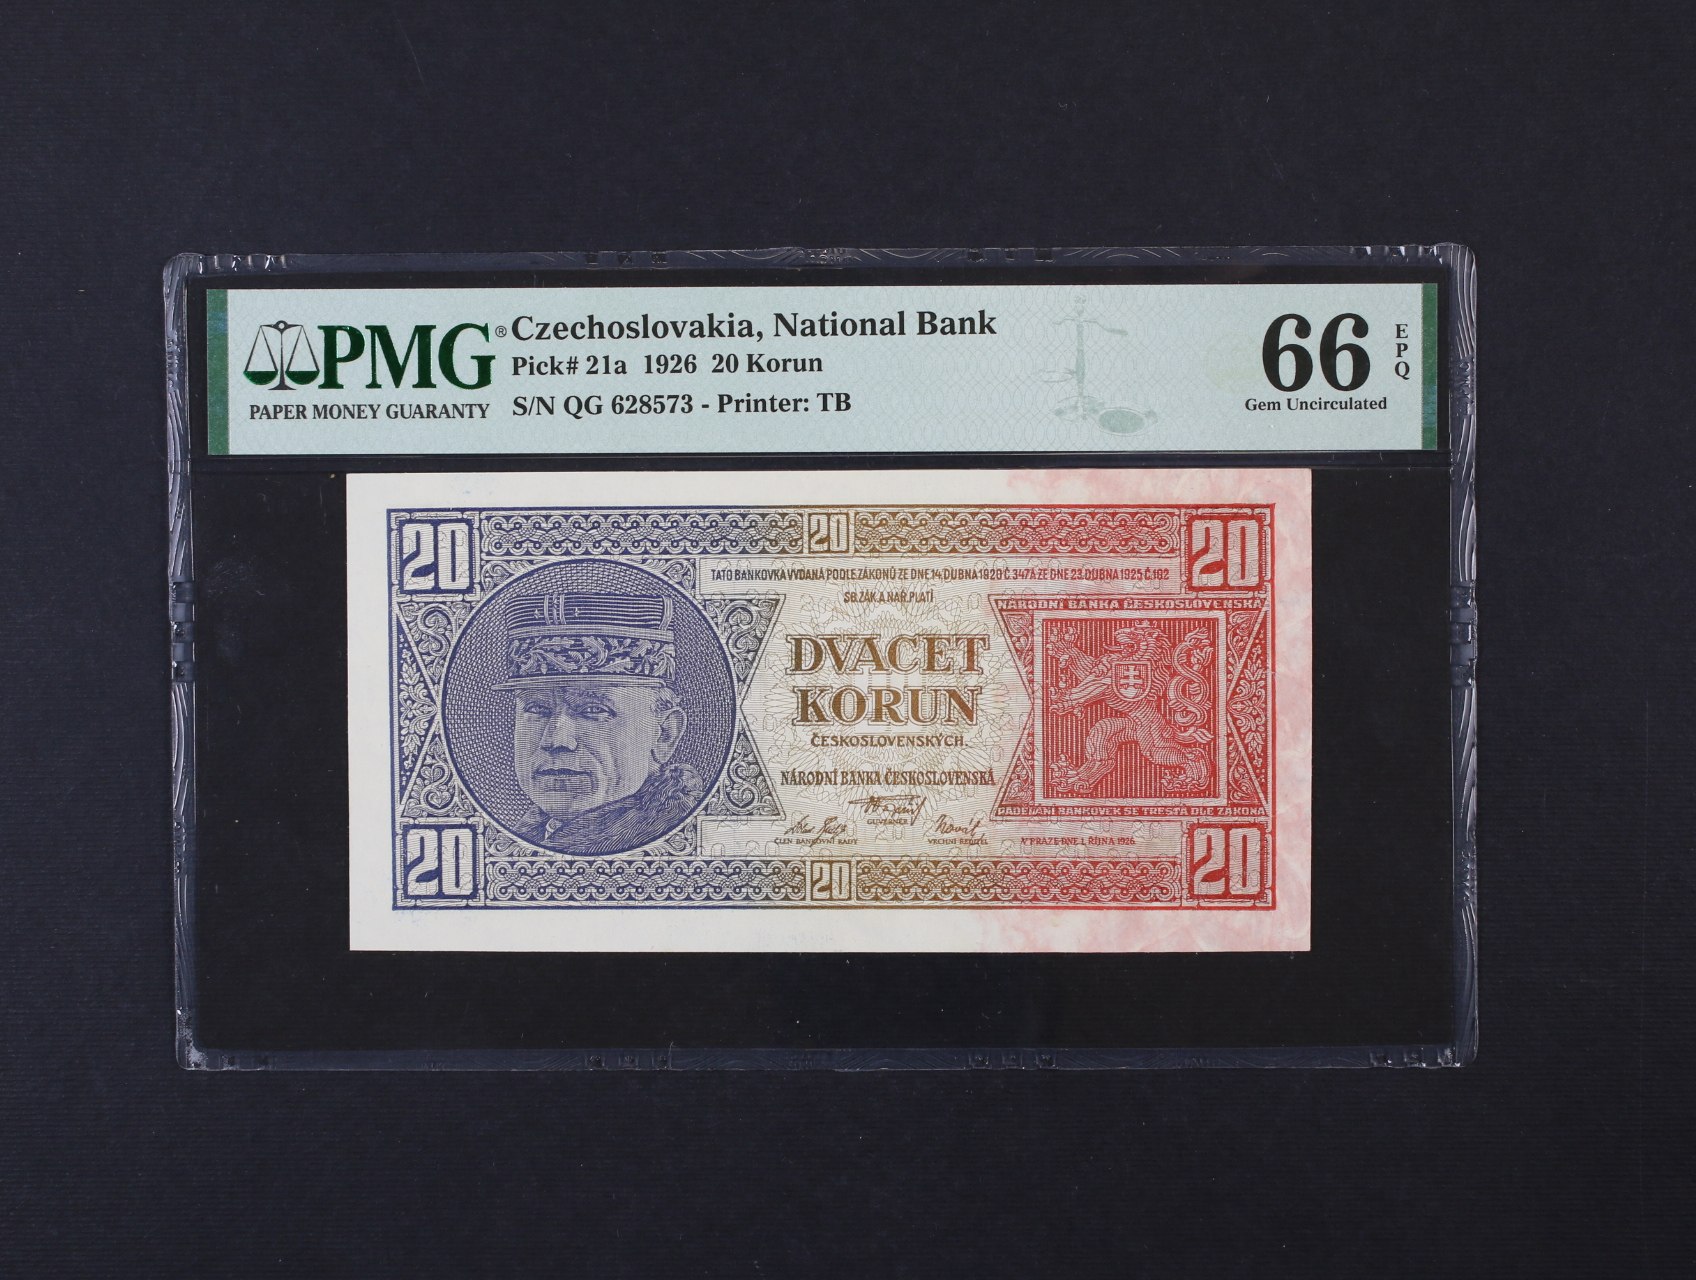 PMG®
PAPER MONEY GUARANTY
Czechoslovakia, National Bank
Pick# 21a 1926 20 Korun
S/N QG 628573 - Printer: TB
66
EPQ
Gem Uncirculated
20 20 20
TATO BANKOVKA VYDANÁ PODLE ZÁKONŮ ZE DNE 14. DUBNA 1920 Č. 347 A ZE DNE 23. DUBNA 1925 Č. 102
SB. ZÁK. A NAŘ. PLATÍ
NÁRODNÍ BANKA ČESKOSLOVENSKÁ
DVACET
KORUN
ČESKOSLOVENSKÝCH.
NÁRODNÍ BANKA ČESKOSLOVENSKÁ
PADĚLÁNÍ BANKOVEK SE TRESTÁ DLE ZÁKONA
GUVERNÉR
ČLEN BANKOVNÍ RADY
VRCHNÍ ŘEDITEL
V PRAZE DNE 1. ŘÍJNA 1926
20 20 20